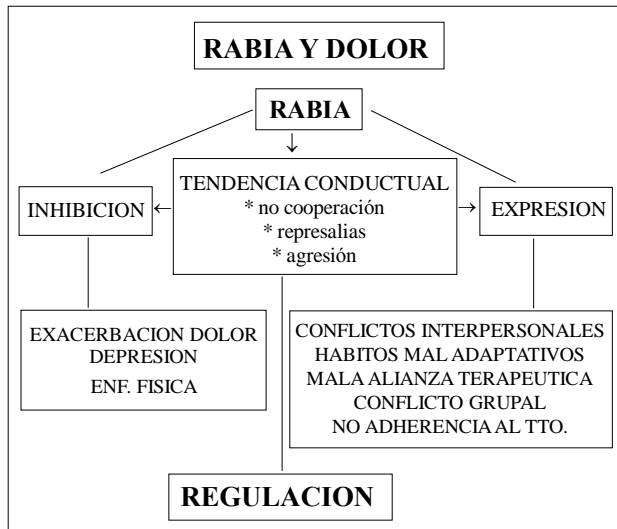 RABIA Y DOLOR
RABIA
TENDENCIA CONDUCTUAL
* no cooperación
* represalias
* agresión
INHIBICION
EXPRESION
EXACERBACION DOLOR
DEPRESION
ENF. FISICA
CONFLICTOS INTERPERSONALES
HABITOS MAL ADAPTATIVOS
MALA ALIANZA TERAPEUTICA
CONFLICTO GRUPAL
NO ADHERENCIA AL TTO.
REGULACION